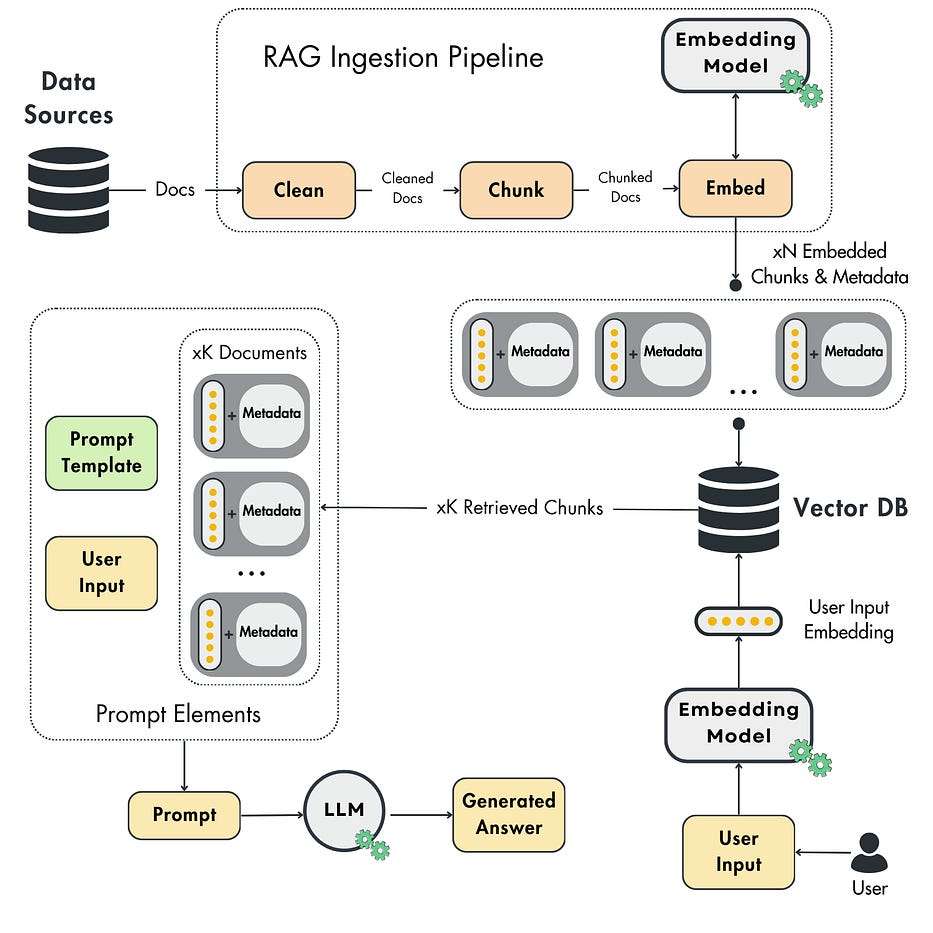 RAG Ingestion Pipeline
Embedding
Model
Data
Sources
Docs
Clean
Cleaned
Docs
Chunk
Chunked
Docs
Embed
xN Embedded
Chunks & Metadata
+ Metadata
+ Metadata
...
+ Metadata
xK Documents
+ Metadata
+ Metadata
...
+ Metadata
Prompt
Template
User
Input
Prompt Elements
xK Retrieved Chunks
Vector DB
User Input
Embedding
Embedding
Model
User
Input
User
Prompt
LLM
Generated
Answer